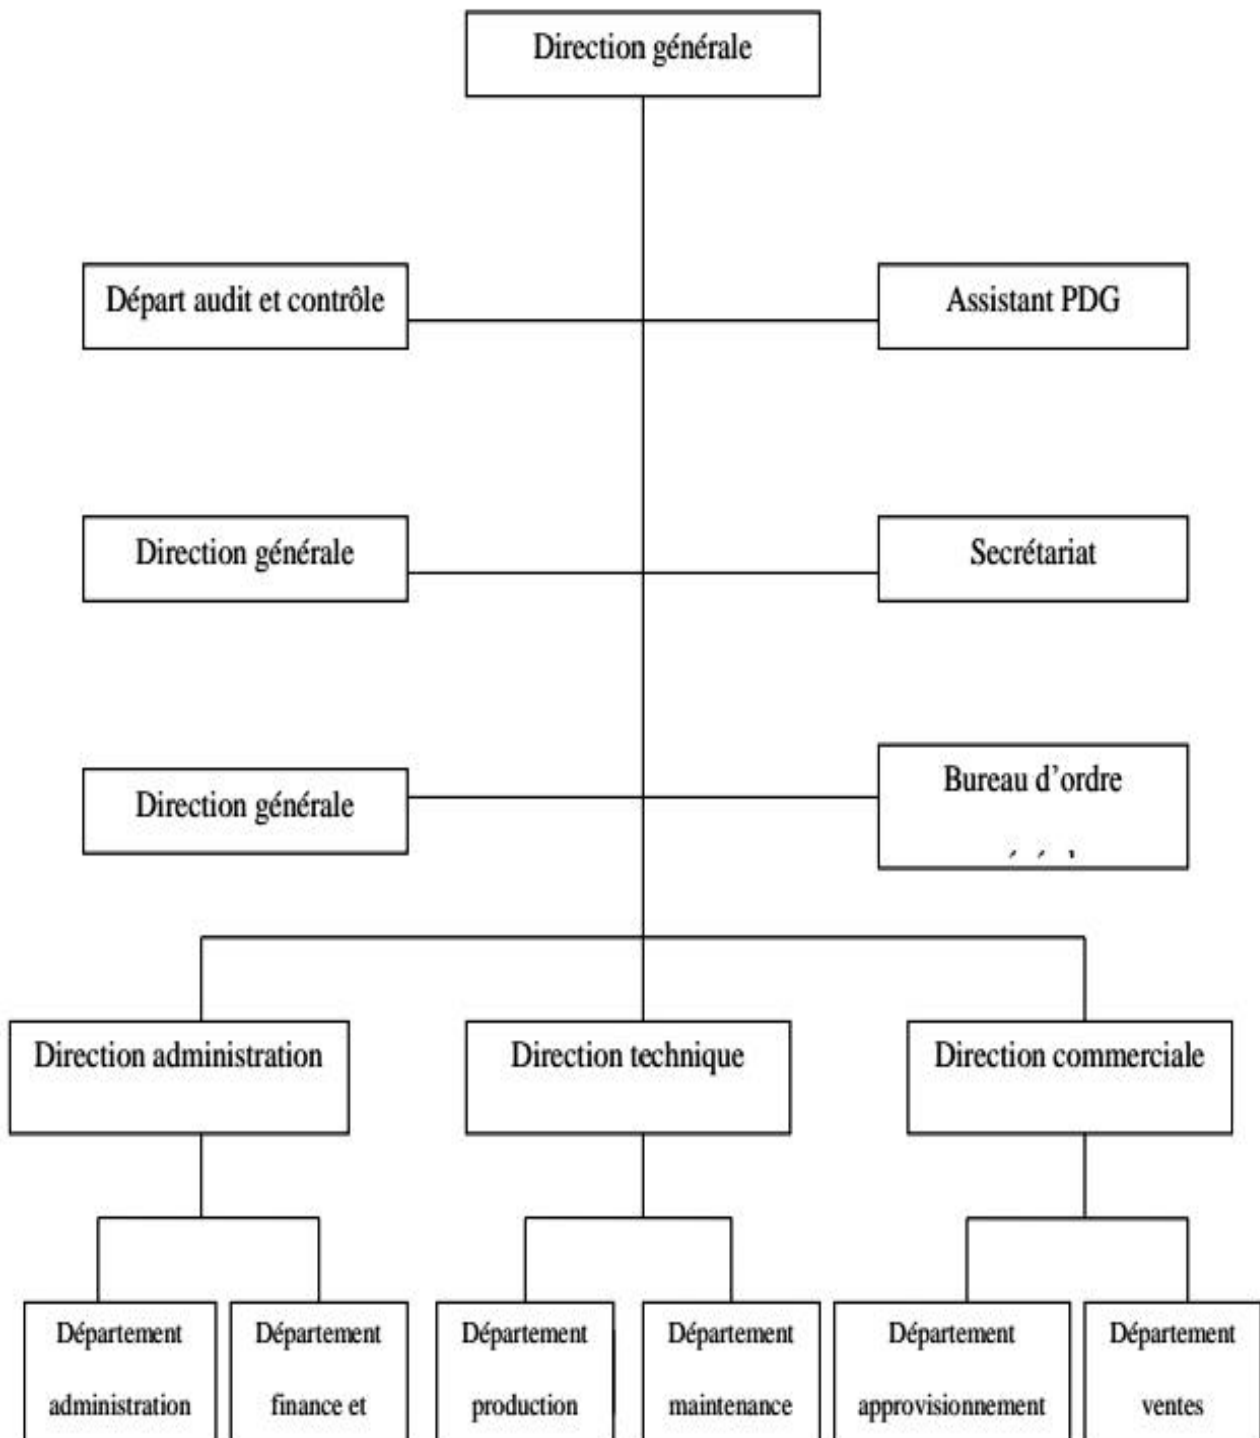 Direction générale
Départ audit et contrôle
Assistant PDG
Direction générale
Secrétariat
Direction générale
Bureau d'ordre
Direction administration
Direction technique
Direction commerciale
Département
administration
Département
finance et
Département
production
Département
maintenance
Département
approvisionnement
Département
ventes